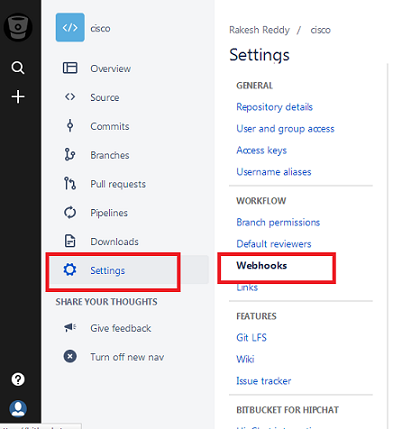 cisco
Overview
Source
Commits
Branches
Pull requests
Pipelines
Downloads
Settings
SHARE YOUR THOUGHTS
Give feedback
Turn off new nav
Rakesh Reddy / cisco
Settings
GENERAL
Repository details
User and group access
Access keys
Username aliases
WORKFLOW
Branch permissions
Default reviewers
Webhooks
Links
FEATURES
Git LFS
Wiki
Issue tracker
BITBUCKET FOR HIPCHAT